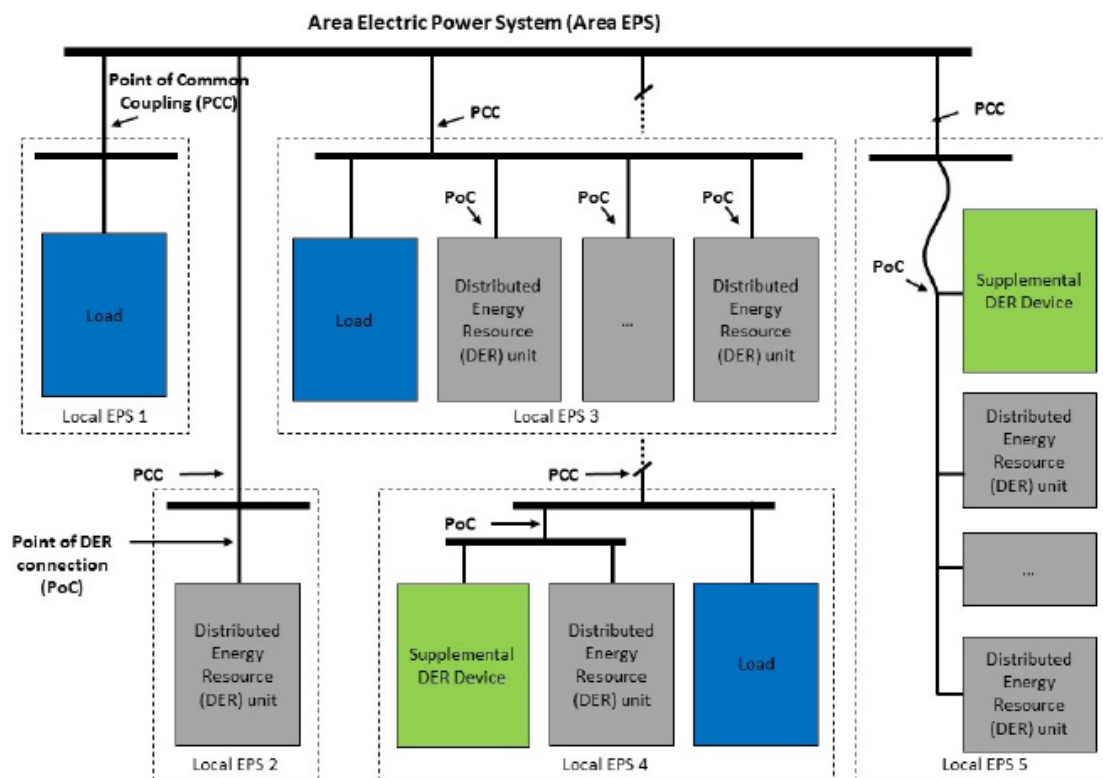 Area Electric Power System (Area EPS)
Point of Common
Coupling (PCC)
PCC
PCC
PoC
PoC
PoC
PoC
Load
Load
Distributed
Energy
Resource
(DER) unit
...
Distributed
Energy
Resource
(DER) unit
Supplemental
DER Device
Local EPS 1
Local EPS 3
Distributed
Energy
Resource
(DER) unit
PCC
PCC
PoC
Point of DER
connection
(PoC)
...
Distributed
Energy
Resource
(DER) unit
Supplemental
DER Device
Distributed
Energy
Resource
(DER) unit
Load
Distributed
Energy
Resource
(DER) unit
Local EPS 2
Local EPS 4
Local EPS 5